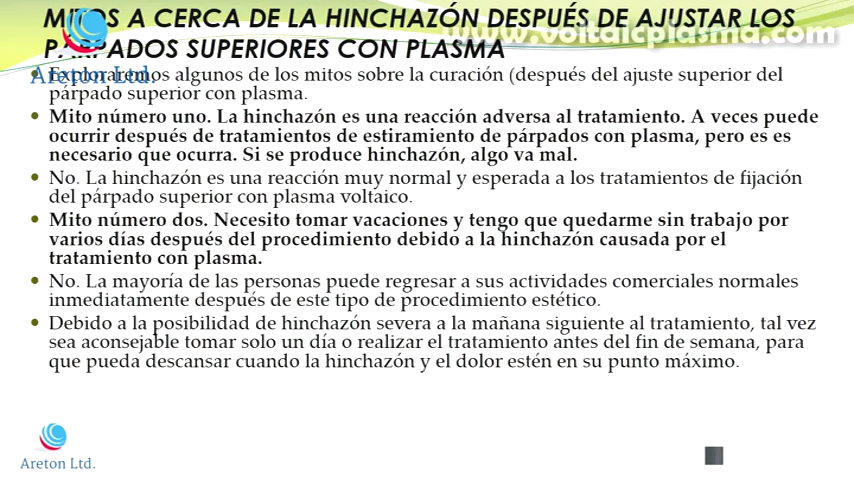 MITOS A CERCA DE LA HINCHAZÓN DESPUÉS DE AJUSTAR LOS
PÁRPADOS SUPERIORES CON PLASMA
www.voltaicplasma.com
Areton Ltd.
Exploraremos algunos de los mitos sobre la curación (después del ajuste superior del
párpado superior con plasma.
Mito número uno. La hinchazón es una reacción adversa al tratamiento. A veces puede
ocurrir después de tratamientos de estiramiento de párpados con plasma, pero es es
necesario que ocurra. Si se produce hinchazón, algo va mal.
No. La hinchazón es una reacción muy normal y esperada a los tratamientos de fijación
del párpado superior con plasma voltaico.
Mito número dos. Necesito tomar vacaciones y tengo que quedarme sin trabajo por
varios días después del procedimiento debido a la hinchazón causada por el
tratamiento con plasma.
No. La mayoría de las personas puede regresar a sus actividades comerciales normales
inmediatamente después de este tipo de procedimiento estético.
Debido a la posibilidad de hinchazón severa a la mañana siguiente al tratamiento, tal vez
sea aconsejable tomar solo un día o realizar el tratamiento antes del fin de semana, para
que pueda descansar cuando la hinchazón y el dolor estén en su punto máximo.
Areton Ltd.